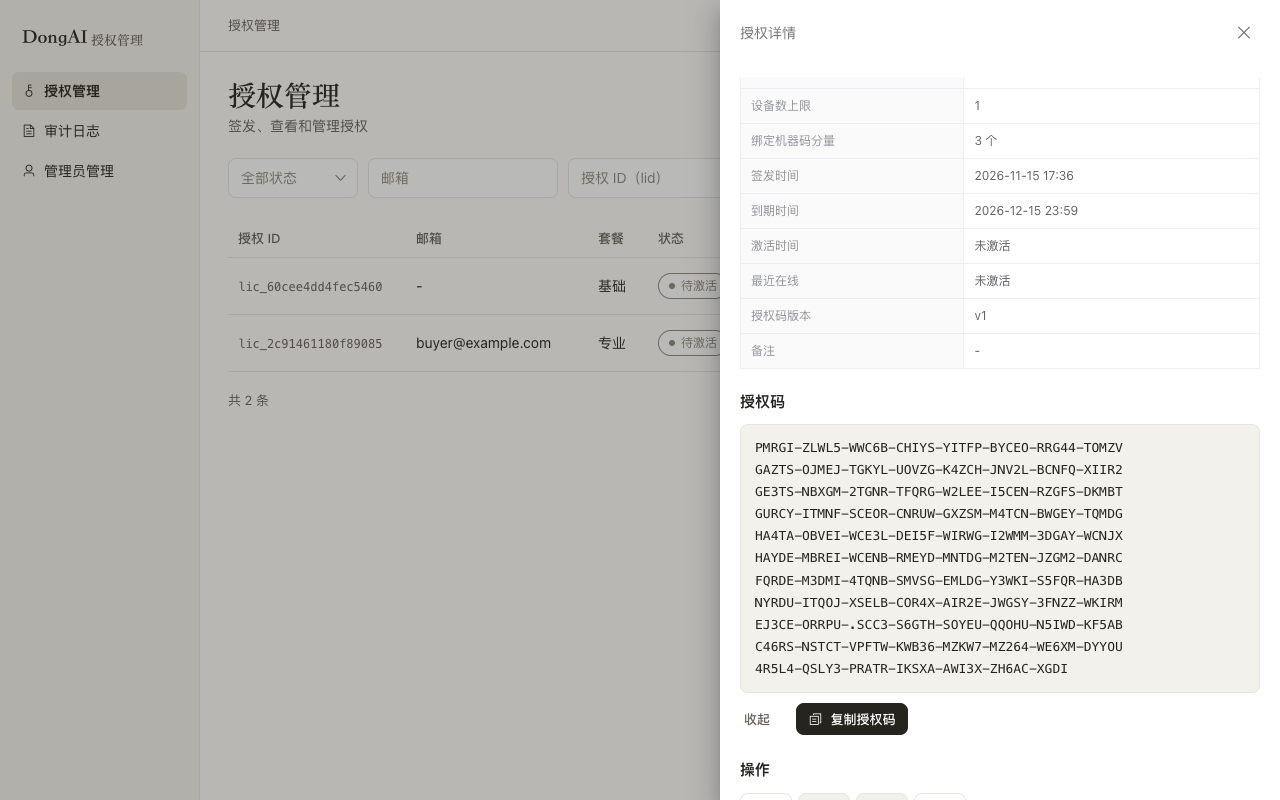 DongAI 授权管理
授权管理
审计日志
管理员管理
授权管理
授权管理
签发、查看和管理授权
全部状态
邮箱
授权 ID（lid）
授权 ID 邮箱 套餐 状态
lic_60cee4dd4fec5460 - 基础 待激活
lic_2c91461180f89085 buyer@example.com 专业 待激活
共 2 条
授权详情
设备数上限 1
绑定机器码分量 3 个
签发时间 2026-11-15 17:36
到期时间 2026-12-15 23:59
激活时间 未激活
最近在线 未激活
授权码版本 v1
备注 -
授权码
PMRGI-ZLWL5-WWC6B-CHIYS-YITFP-BYCEO-RRG44-TOMZV
GAZTS-OJMEJ-TGKYL-UOVZG-K4ZCH-JNV2L-BCNFQ-XIIR2
GE3TS-NBXGM-2TGNR-TFQRG-W2LEE-I5CEN-RZGFS-DKMBT
GURCY-ITMNF-SCEOR-CNRUW-GXZSM-M4TCN-BWGEY-TQMDG
HA4TA-OBVEI-WCE3L-DEI5F-WIRWG-I2WMM-3DGAY-WCNJX
HAYDE-MBREI-WCENB-RMEYD-MNTDG-M2TEN-JZGM2-DANRC
FQRDE-M3DMI-4TQNB-SMVSG-EMLDG-Y3WKI-S5FQR-HA3DB
NYRDU-ITQOJ-XSELB-COR4X-AIR2E-JWGSY-3FNZZ-WKIRM
EJ3CE-ORRPU-.SCC3-S6GTH-SOYEU-QQOHU-N5IWD-KF5AB
C46RS-NSTCT-VPFTW-KWB36-MZKW7-MZ264-WE6XM-DYYOU
4R5L4-QSLY3-PRATR-IKSXA-AWI3X-ZH6AC-XGDI
收起
复制授权码
操作